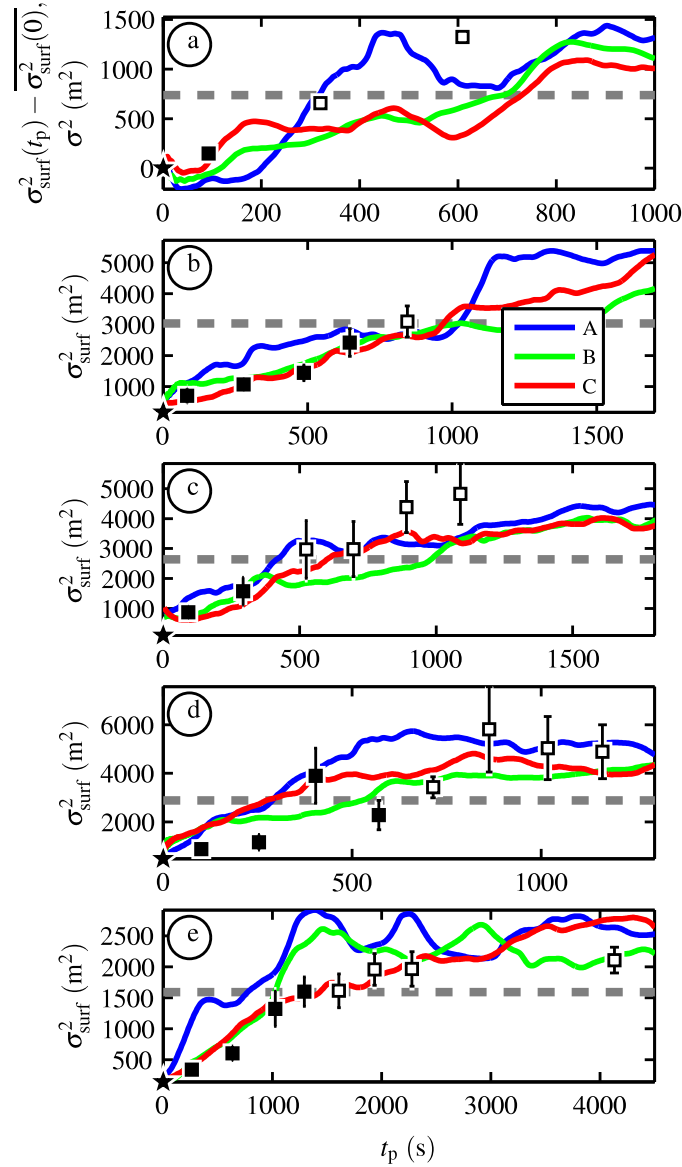 σ²surf(tp) − σ²surf(0),
σ² (m²)
a
1500
1000
500
0
0 200 400 600 800 1000
σ²surf (m²)
b
5000
4000
3000
2000
1000
A
B
C
0 500 1000 1500
σ²surf (m²)
c
5000
4000
3000
2000
1000
0 500 1000 1500
σ²surf (m²)
d
6000
4000
2000
0 500 1000
σ²surf (m²)
e
2500
2000
1500
1000
500
0 1000 2000 3000 4000
tp (s)